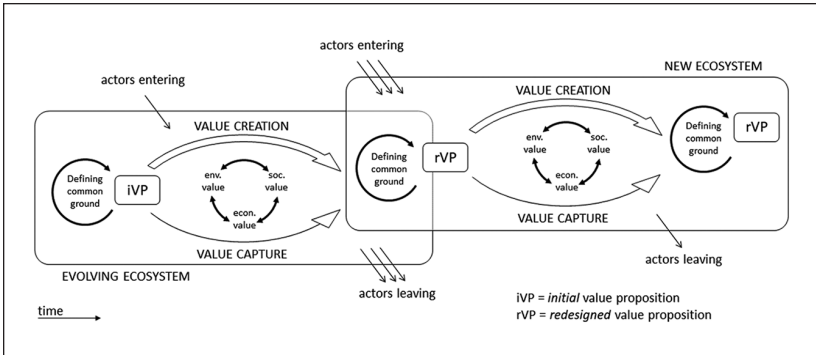 actors entering
NEW ECOSYSTEM
actors entering
VALUE CREATION
VALUE CREATION
Defining
common
ground
iVP
env.
value
soc.
value
econ.
value
VALUE CAPTURE
EVOLVING ECOSYSTEM
Defining
common
ground
rVP
env.
value
soc.
value
econ.
value
VALUE CAPTURE
Defining
common
ground
rVP
actors leaving
actors leaving
time
iVP = initial value proposition
rVP = redesigned value proposition